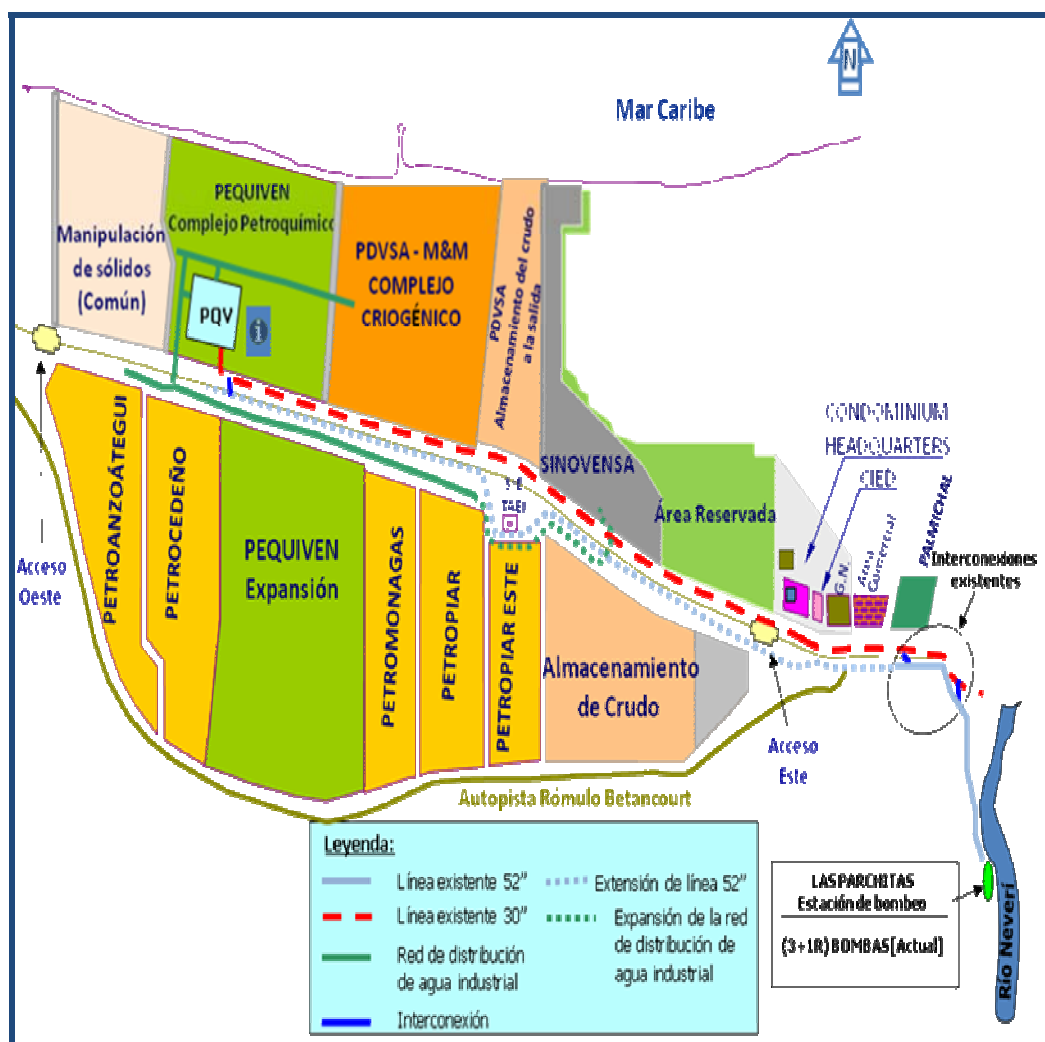 N
Mar Caribe
PEQUIVEN
Complejo Petroquímico
Manipulación
de sólidos
(Común)
PQV
PDVSA - M&M
COMPLEJO
CRIOGÉNICO
PDVSA
Almacenamiento del crudo
a la salida
SINOVENSA
CONDOMINIUM
HEADQUARTERS
CIED
Área Reservada
G.N.
Área
Comercial
PALMICHAL
Interconexiones
existentes
Acceso
Oeste
PETROANZOÁTEGUI
PETROCEDEÑO
PEQUIVEN
Expansión
PETROMONAGAS
PETROPIAR
PETROPIAR ESTE
TAEI
Almacenamiento
de Crudo
Acceso
Este
Autopista Rómulo Betancourt
Leyenda:
Línea existente 52”
Línea existente 30”
Red de distribución
de agua industrial
Interconexión
Extensión de línea 52”
Expansión de la red
de distribución de
agua industrial
LAS PARCHITAS
Estación de bombeo
(3+1R) BOMBAS[Actual]
Río Neverí